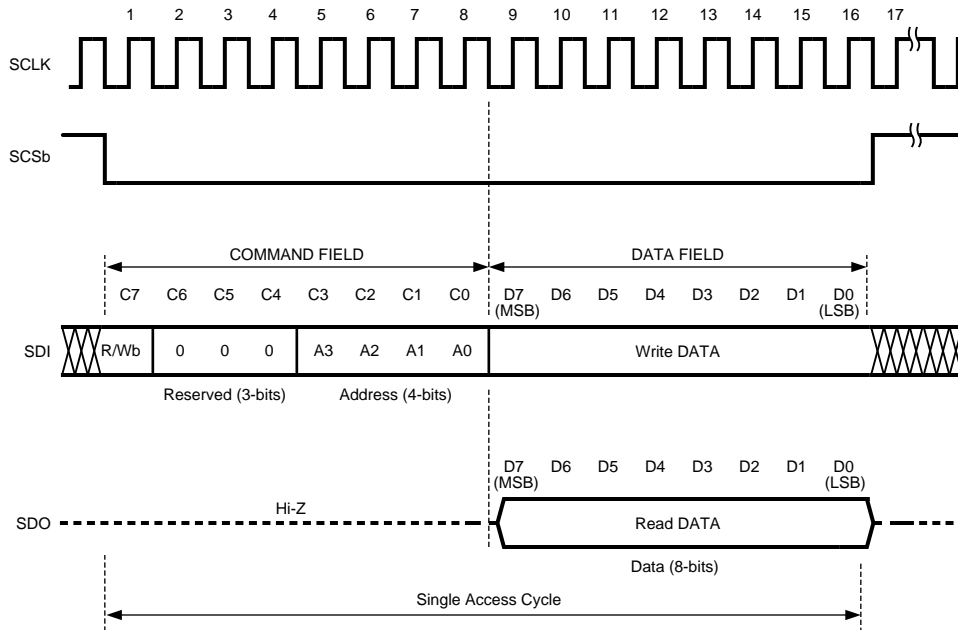 1 2 3 4 5 6 7 8 9 10 11 12 13 14 15 16 17
SCLK
SCSb
COMMAND FIELD DATA FIELD
C7 C6 C5 C4 C3 C2 C1 C0 D7 D6 D5 D4 D3 D2 D1 D0
(MSB) (LSB)
SDI R/Wb 0 0 0 A3 A2 A1 A0 Write DATA
Reserved (3-bits) Address (4-bits)
D7 D6 D5 D4 D3 D2 D1 D0
(MSB) (LSB)
Hi-Z
SDO Read DATA
Data (8-bits)
Single Access Cycle